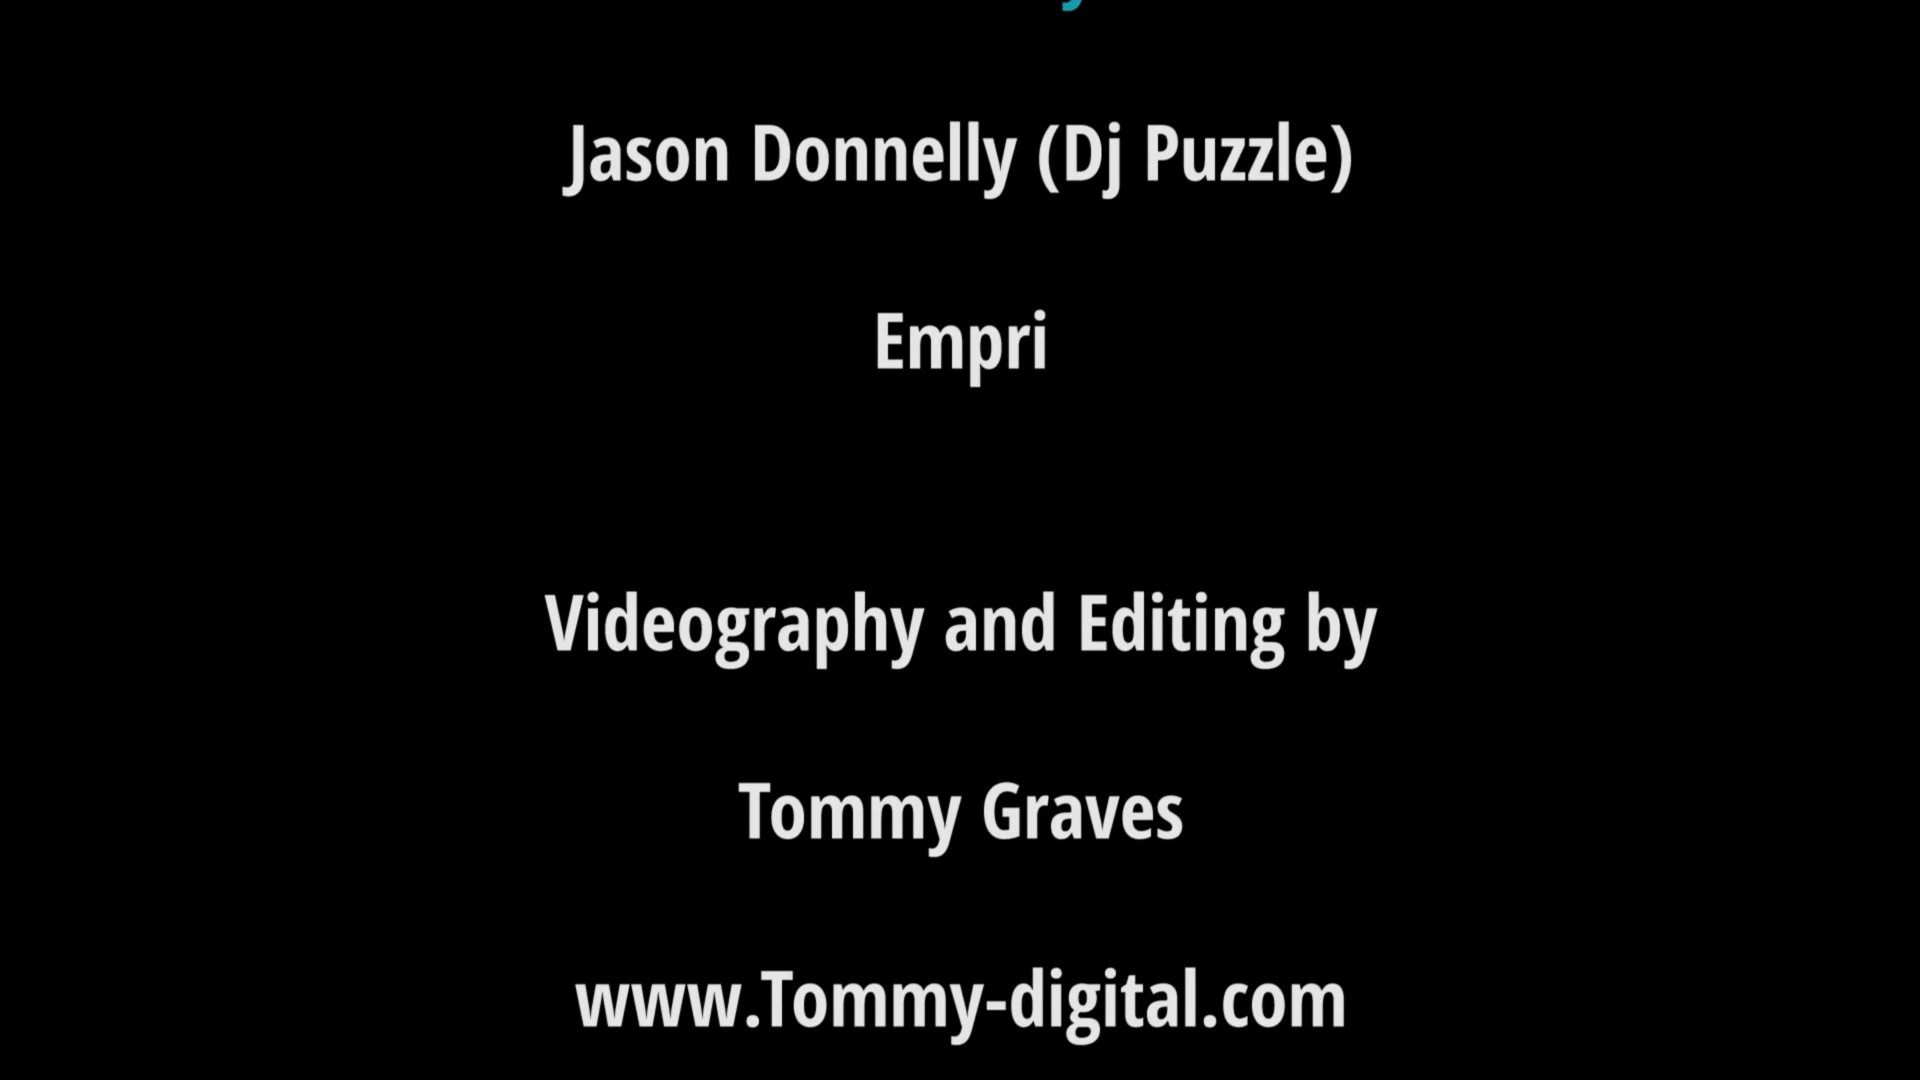 Jason Donnelly (Dj Puzzle)
Empri
Videography and Editing by
Tommy Graves
www.Tommy-digital.com